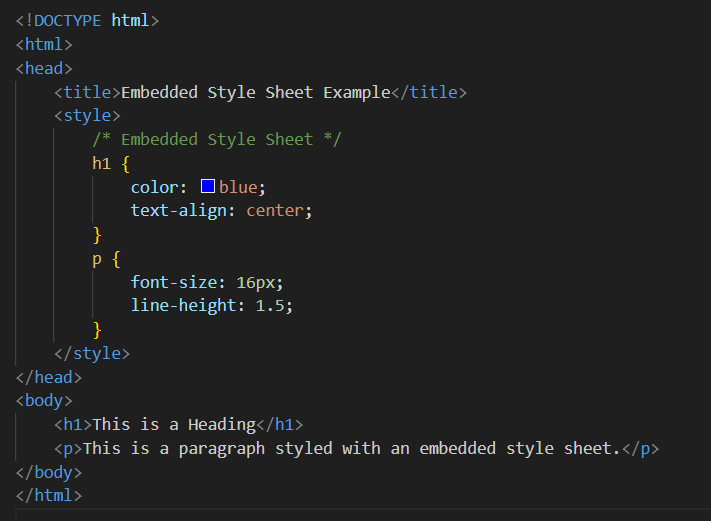 <!DOCTYPE html>
<html>
<head>
    <title>Embedded Style Sheet Example</title>
    <style>
        /* Embedded Style Sheet */
        h1 {
            color: blue;
            text-align: center;
        }
        p {
            font-size: 16px;
            line-height: 1.5;
        }
    </style>
</head>
<body>
    <h1>This is a Heading</h1>
    <p>This is a paragraph styled with an embedded style sheet.</p>
</body>
</html>